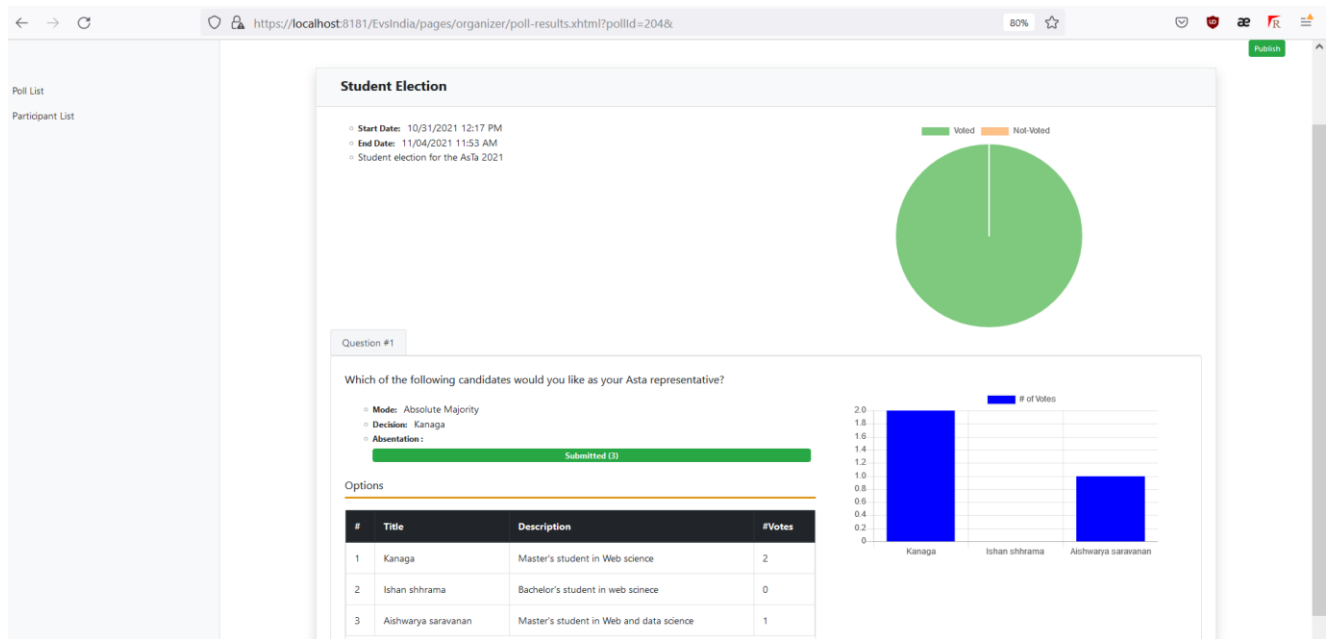 https://localhost:8181/EvsIndia/pages/organizer/poll-results.xhtml?pollId=204&
80%
Publish
Poll List
Participant List
Student Election
Start Date: 10/31/2021 12:17 PM
End Date: 11/04/2021 11:53 AM
Student election for the AsTa 2021
Voted Not-Voted
Question #1
Which of the following candidates would you like as your Asta representative?
Mode: Absolute Majority
Decision: Kanaga
Absentation :
Submitted (3)
Options
# Title Description #Votes
1 Kanaga Master's student in Web science 2
2 Ishan shhrama Bachelor's student in web scinece 0
3 Aishwarya saravanan Master's student in Web and data science 1
# of Votes
2.0
1.8
1.6
1.4
1.2
1.0
0.8
0.6
0.4
0.2
0
Kanaga Ishan shhrama Aishwarya saravanan